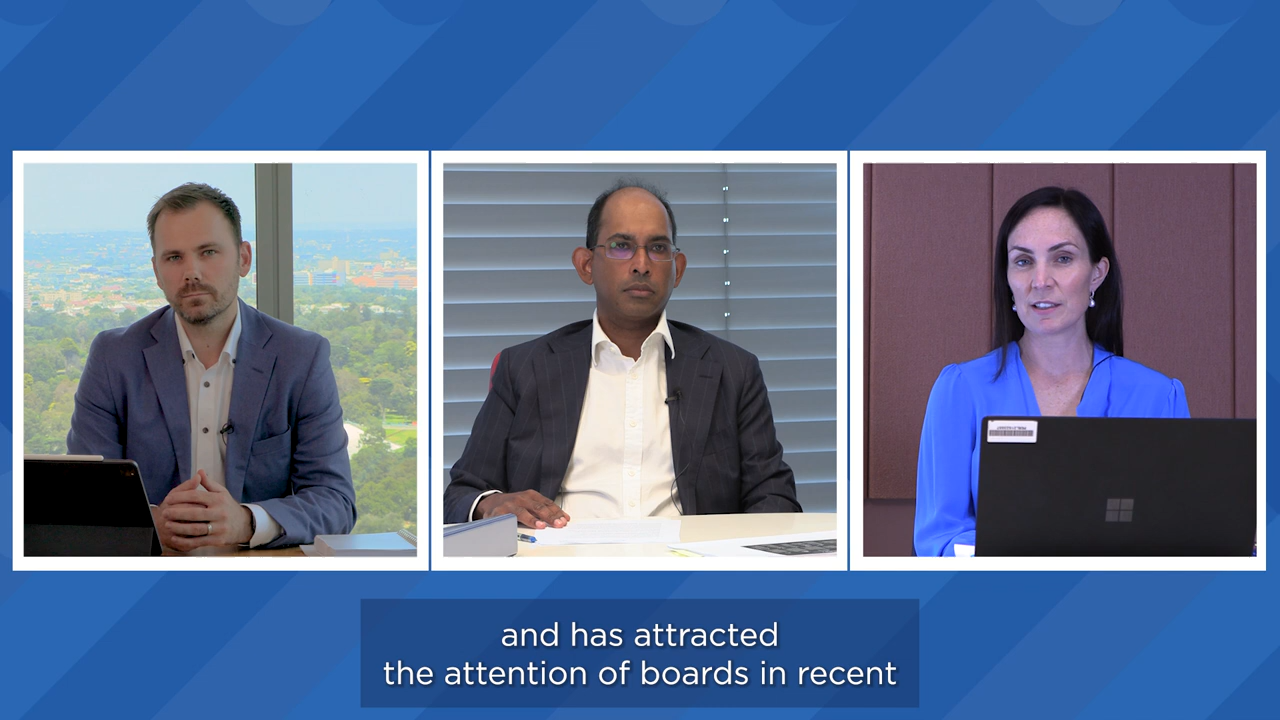 and has attracted
the attention of boards in recent